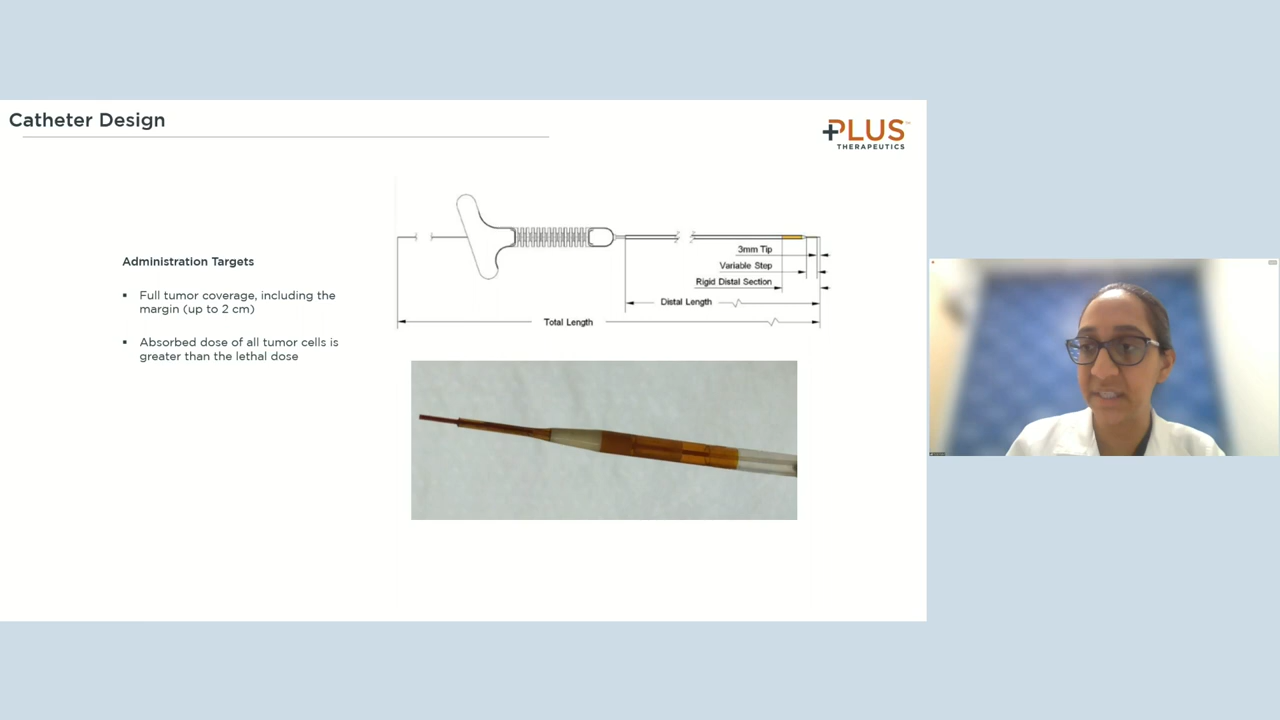 Catheter Design
PLUS
THERAPEUTICS
Administration Targets
▪ Full tumor coverage, including the
margin (up to 2 cm)
▪ Absorbed dose of all tumor cells is
greater than the lethal dose
3mm Tip
Variable Step
Rigid Distal Section
Distal Length
Total Length